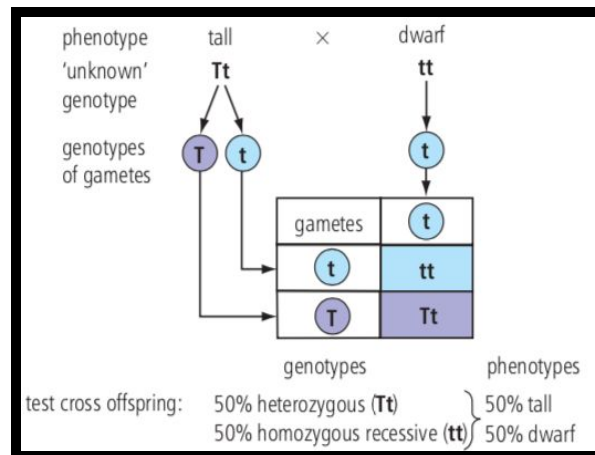 phenotype tall × dwarf
'unknown' Tt tt
genotype
genotypes T t t
of gametes
gametes t
t tt
T Tt
genotypes phenotypes
test cross offspring: 50% heterozygous (Tt) 50% tall
50% homozygous recessive (tt) 50% dwarf